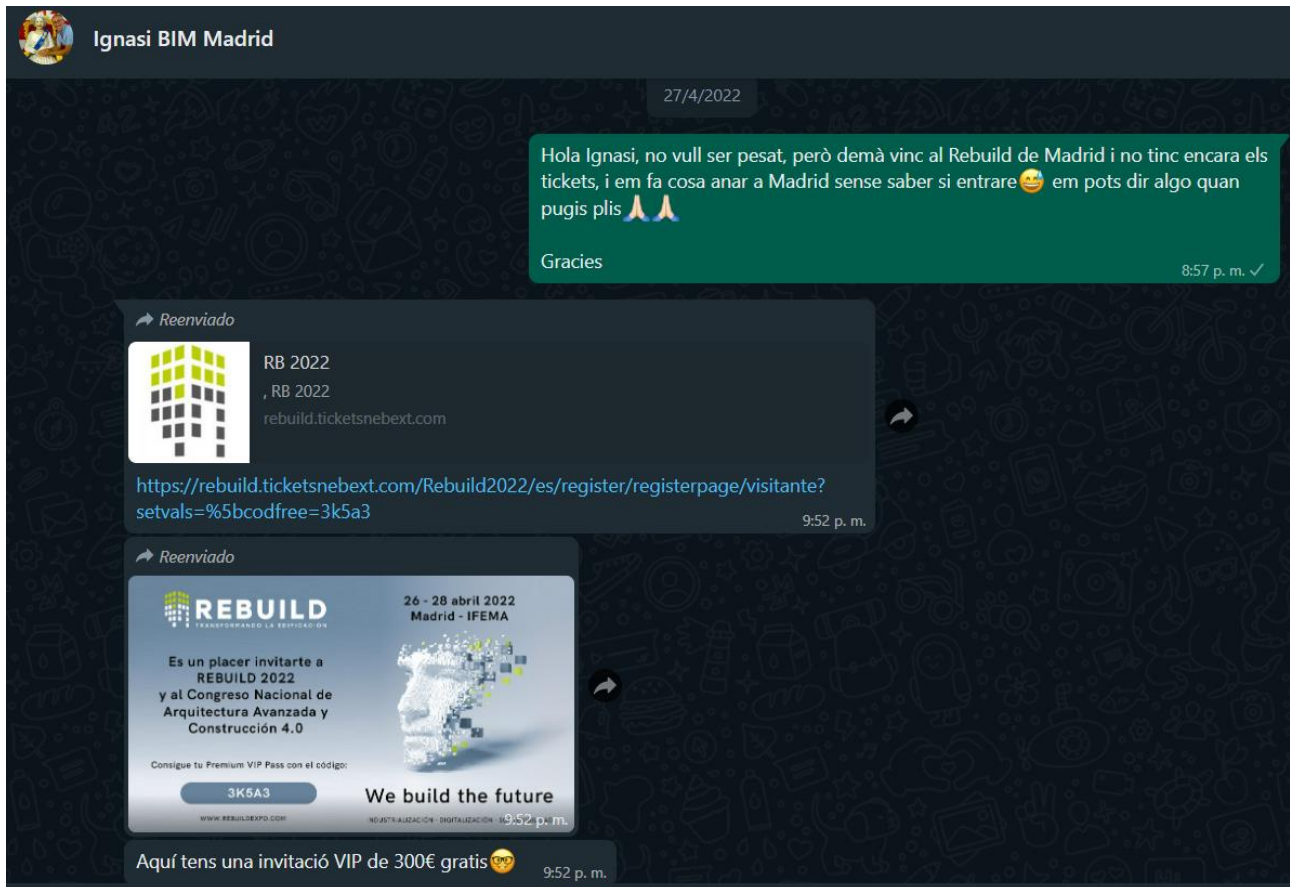 Ignasi BIM Madrid
27/4/2022
Hola Ignasi, no vull ser pesat, però demà vinc al Rebuild de Madrid i no tinc encara els
tickets, i em fa cosa anar a Madrid sense saber si entrare😅 em pots dir algo quan
pugis plis🙏🏻🙏🏻
Gracies
8:57 p. m.
Reenviado
RB 2022
, RB 2022
rebuild.ticketsnebext.com
https://rebuild.ticketsnebext.com/Rebuild2022/es/register/registerpage/visitante?
setvals=%5bcodfree=3k5a3
9:52 p. m.
Reenviado
REBUILD
TRANSFORMANDO LA EDIFICACIÓN
26 - 28 abril 2022
Madrid - IFEMA
Es un placer invitarte a
REBUILD 2022
y al Congreso Nacional de
Arquitectura Avanzada y
Construcción 4.0
Consigue tu Premium VIP Pass con el código:
3K5A3
WWW.REBUILDEXPO.COM
We build the future
INDUSTRIALIZACIÓN - DIGITALIZACIÓN -
9:52 p. m.
Aquí tens una invitació VIP de 300€ gratis🤓
9:52 p. m.